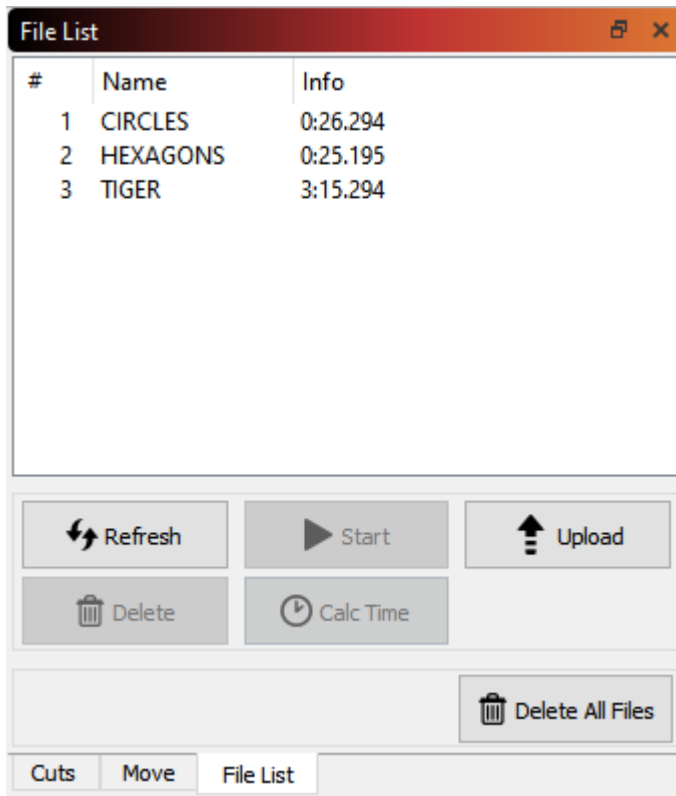 File List
# Name Info
1 CIRCLES 0:26.294
2 HEXAGONS 0:25.195
3 TIGER 3:15.294
Refresh Start Upload
Delete Calc Time
Delete All Files
Cuts Move File List